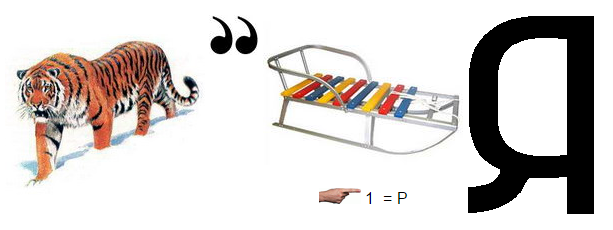 ,,
Я
1 = Р